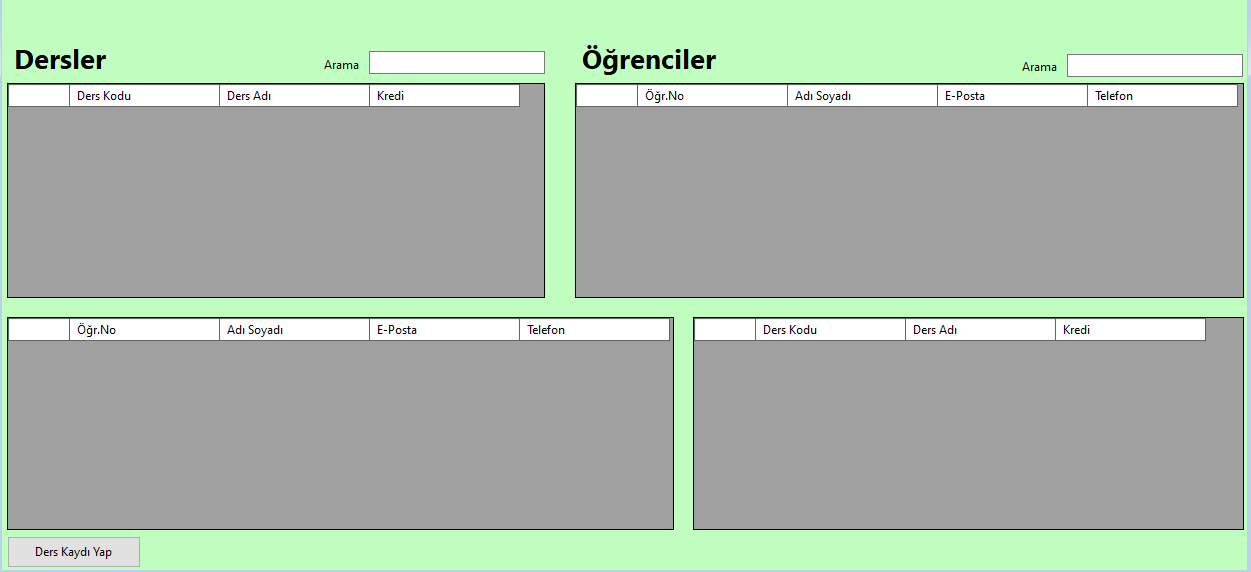 Dersler
Arama
Öğrenciler
Arama
Ders Kodu Ders Adı Kredi
Öğr.No Adı Soyadı E-Posta Telefon
Öğr.No Adı Soyadı E-Posta Telefon
Ders Kodu Ders Adı Kredi
Ders Kaydı Yap